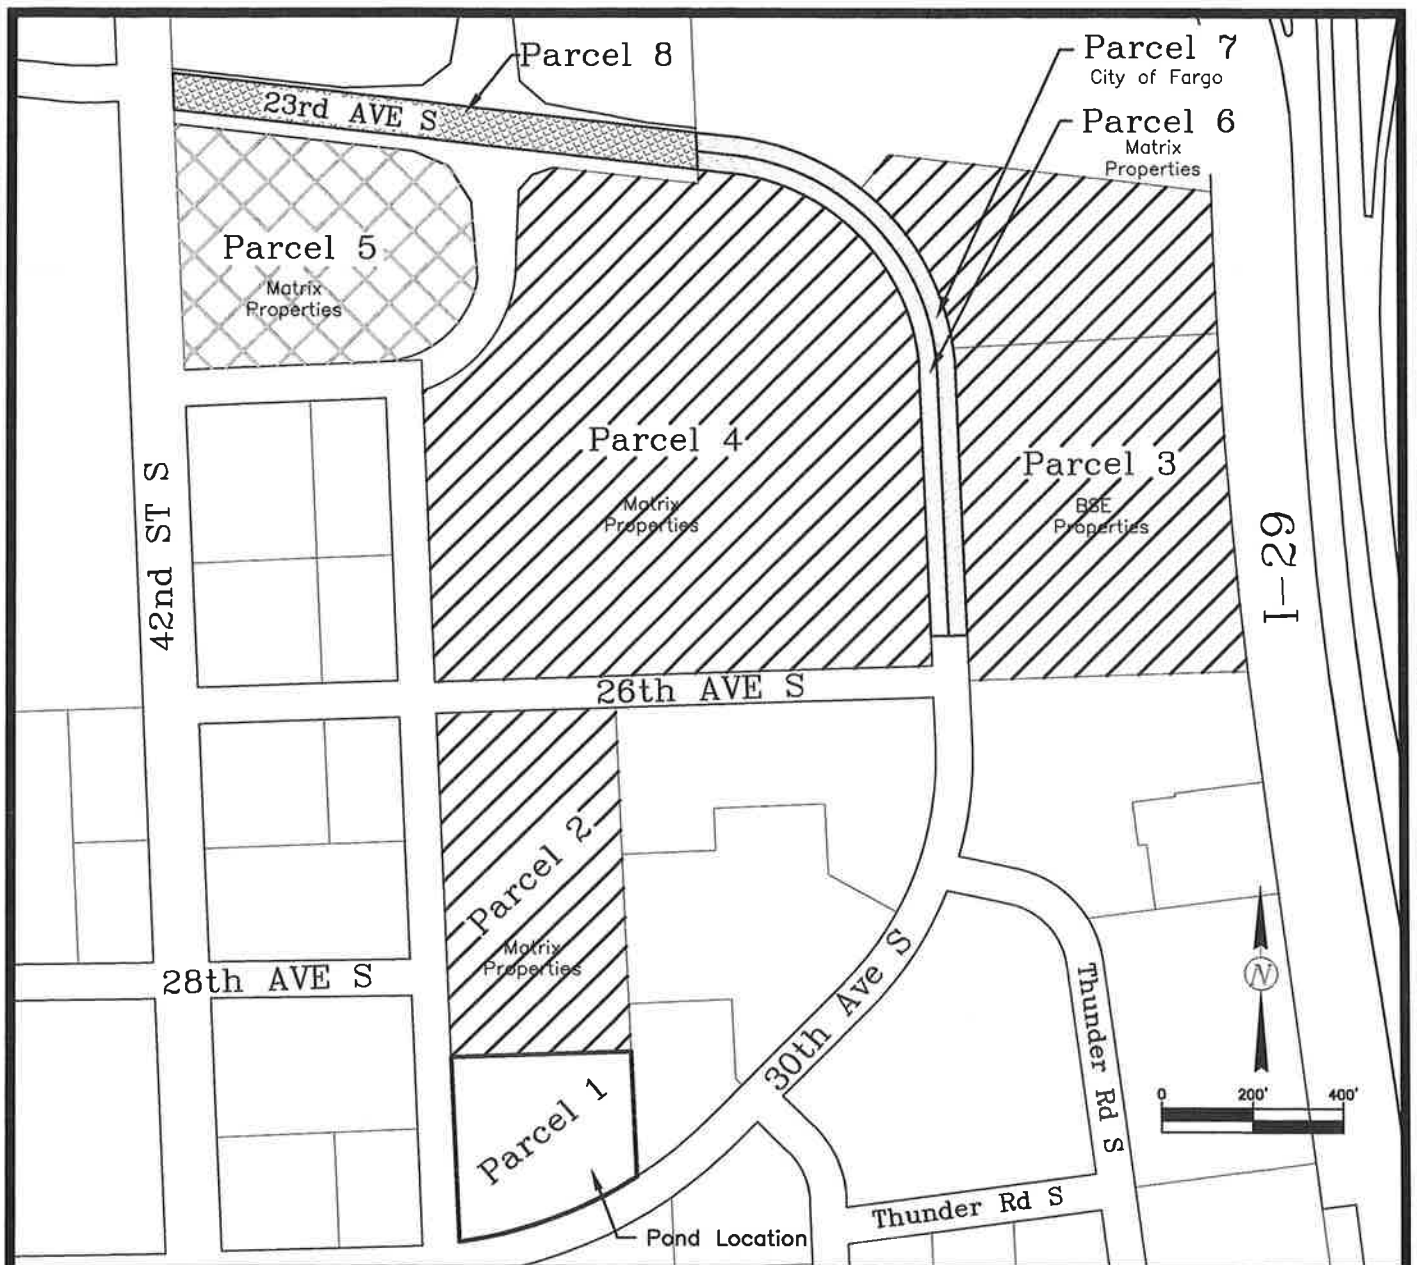 Parcel 8
Parcel 7
City of Fargo
23rd AVE S
Parcel 6
Matrix
Properties
Parcel 5
Matrix
Properties
Parcel 4
Matrix
Properties
Parcel 3
BSE
Properties
42nd ST S
I-29
26th AVE S
Parcel 2
Matrix
Properties
28th AVE S
30th Ave S
Thunder Rd S
N
0 200' 400'
Parcel 1
Thunder Rd S
Pond Location